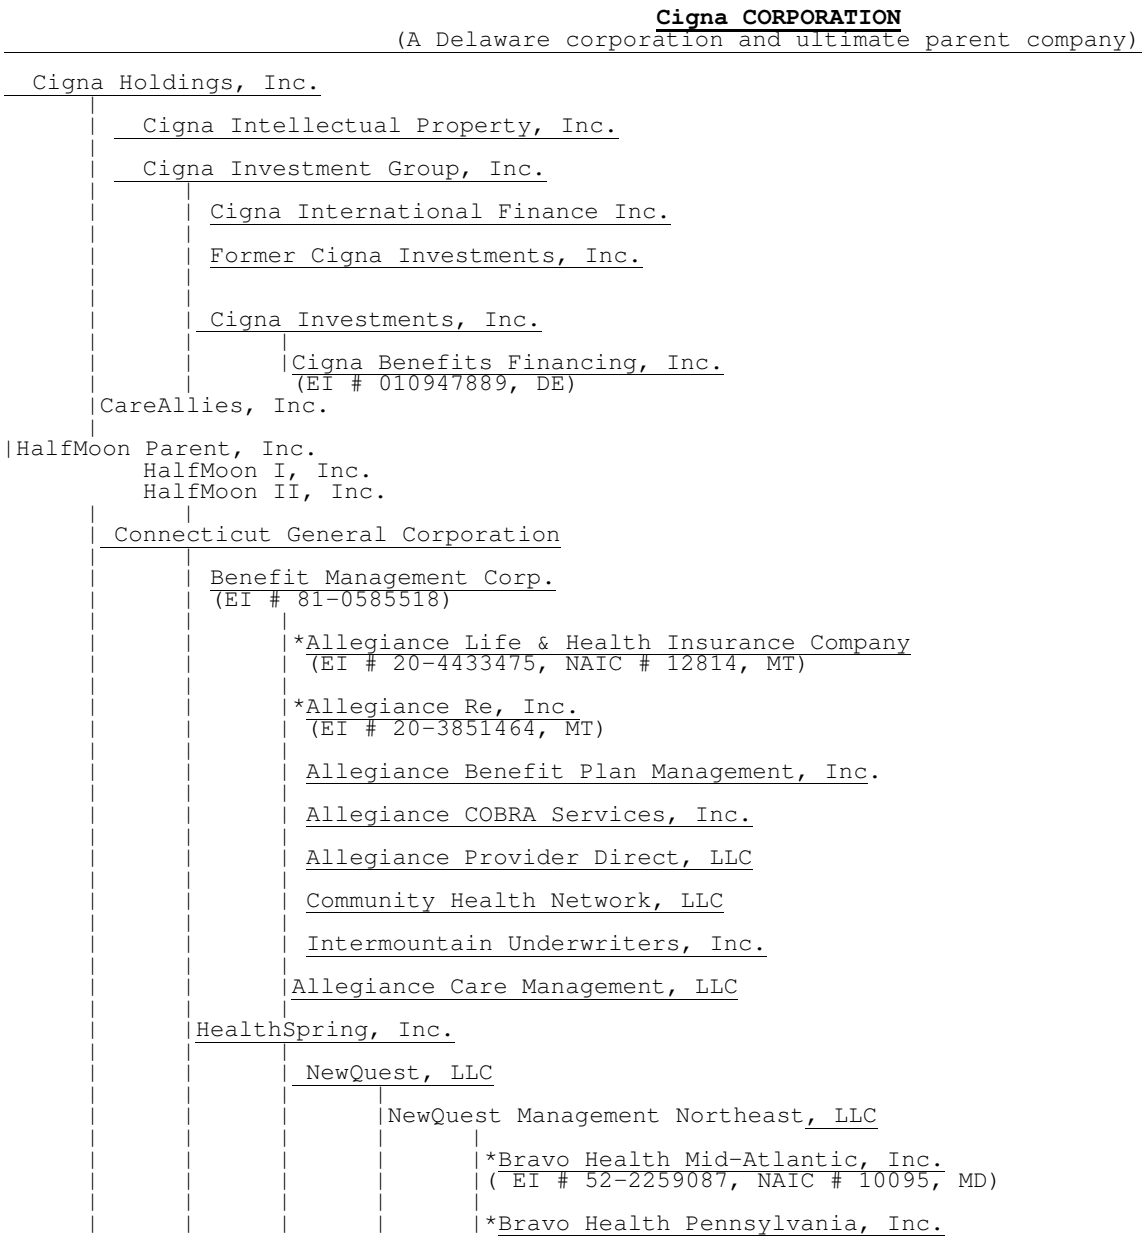 Cigna CORPORATION
(A Delaware corporation and ultimate parent company)
Cigna Holdings, Inc.
Cigna Intellectual Property, Inc.
Cigna Investment Group, Inc.
Cigna International Finance Inc.
Former Cigna Investments, Inc.
Cigna Investments, Inc.
Cigna Benefits Financing, Inc.
(EI # 010947889, DE)
CareAllies, Inc.
HalfMoon Parent, Inc.
HalfMoon I, Inc.
HalfMoon II, Inc.
Connecticut General Corporation
Benefit Management Corp.
(EI # 81-0585518)
*Allegiance Life & Health Insurance Company
(EI # 20-4433475, NAIC # 12814, MT)
*Allegiance Re, Inc.
(EI # 20-3851464, MT)
Allegiance Benefit Plan Management, Inc.
Allegiance COBRA Services, Inc.
Allegiance Provider Direct, LLC
Community Health Network, LLC
Intermountain Underwriters, Inc.
Allegiance Care Management, LLC
HealthSpring, Inc.
NewQuest, LLC
NewQuest Management Northeast, LLC
*Bravo Health Mid-Atlantic, Inc.
( EI # 52-2259087, NAIC # 10095, MD)
*Bravo Health Pennsylvania, Inc.